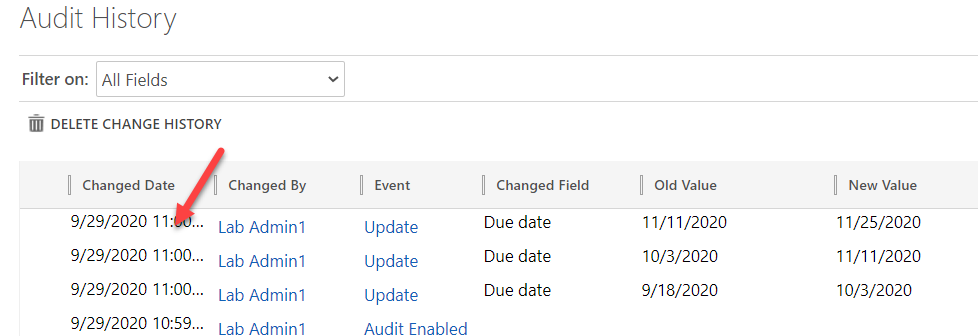 Audit History
Filter on: All Fields
DELETE CHANGE HISTORY
Changed Date Changed By Event Changed Field Old Value New Value
9/29/2020 11:00... Lab Admin1 Update Due date 11/11/2020 11/25/2020
9/29/2020 11:00... Lab Admin1 Update Due date 10/3/2020 11/11/2020
9/29/2020 11:00... Lab Admin1 Update Due date 9/18/2020 10/3/2020
9/29/2020 10:59... Lab Admin1 Audit Enabled